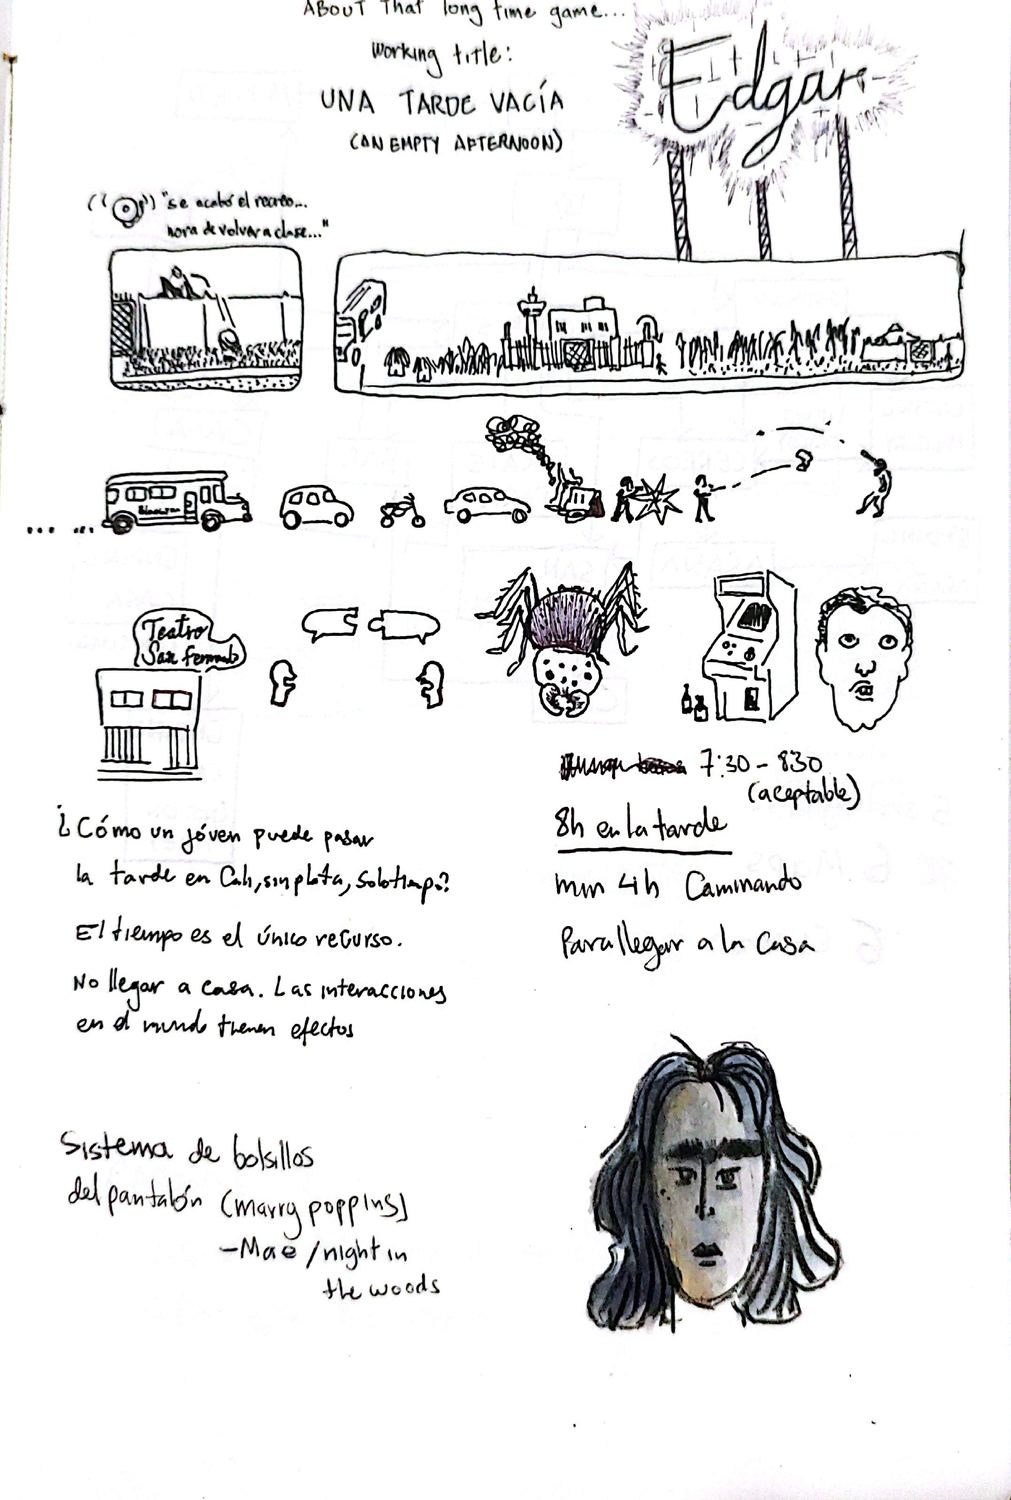 ABOUT that long time game...
Working title:
UNA TARDE VACÍA
(AN EMPTY AFTERNOON)
Edgar
"se acabó el recreo...
hora de volver a clase..."
Teatro
San Fernando
7:30 - 830
(aceptable)
8h en la tarde
min 4h Caminando
Para llegar a la Casa
¿Cómo un jóven puede pasar
la tarde en Cali, sin plata, solo tiempo?
El tiempo es el único recurso.
No llegar a casa. Las interacciones
en el mundo tienen efectos
Sistema de bolsillos
del pantalón (marry poppins)
- Mae / night in
the woods